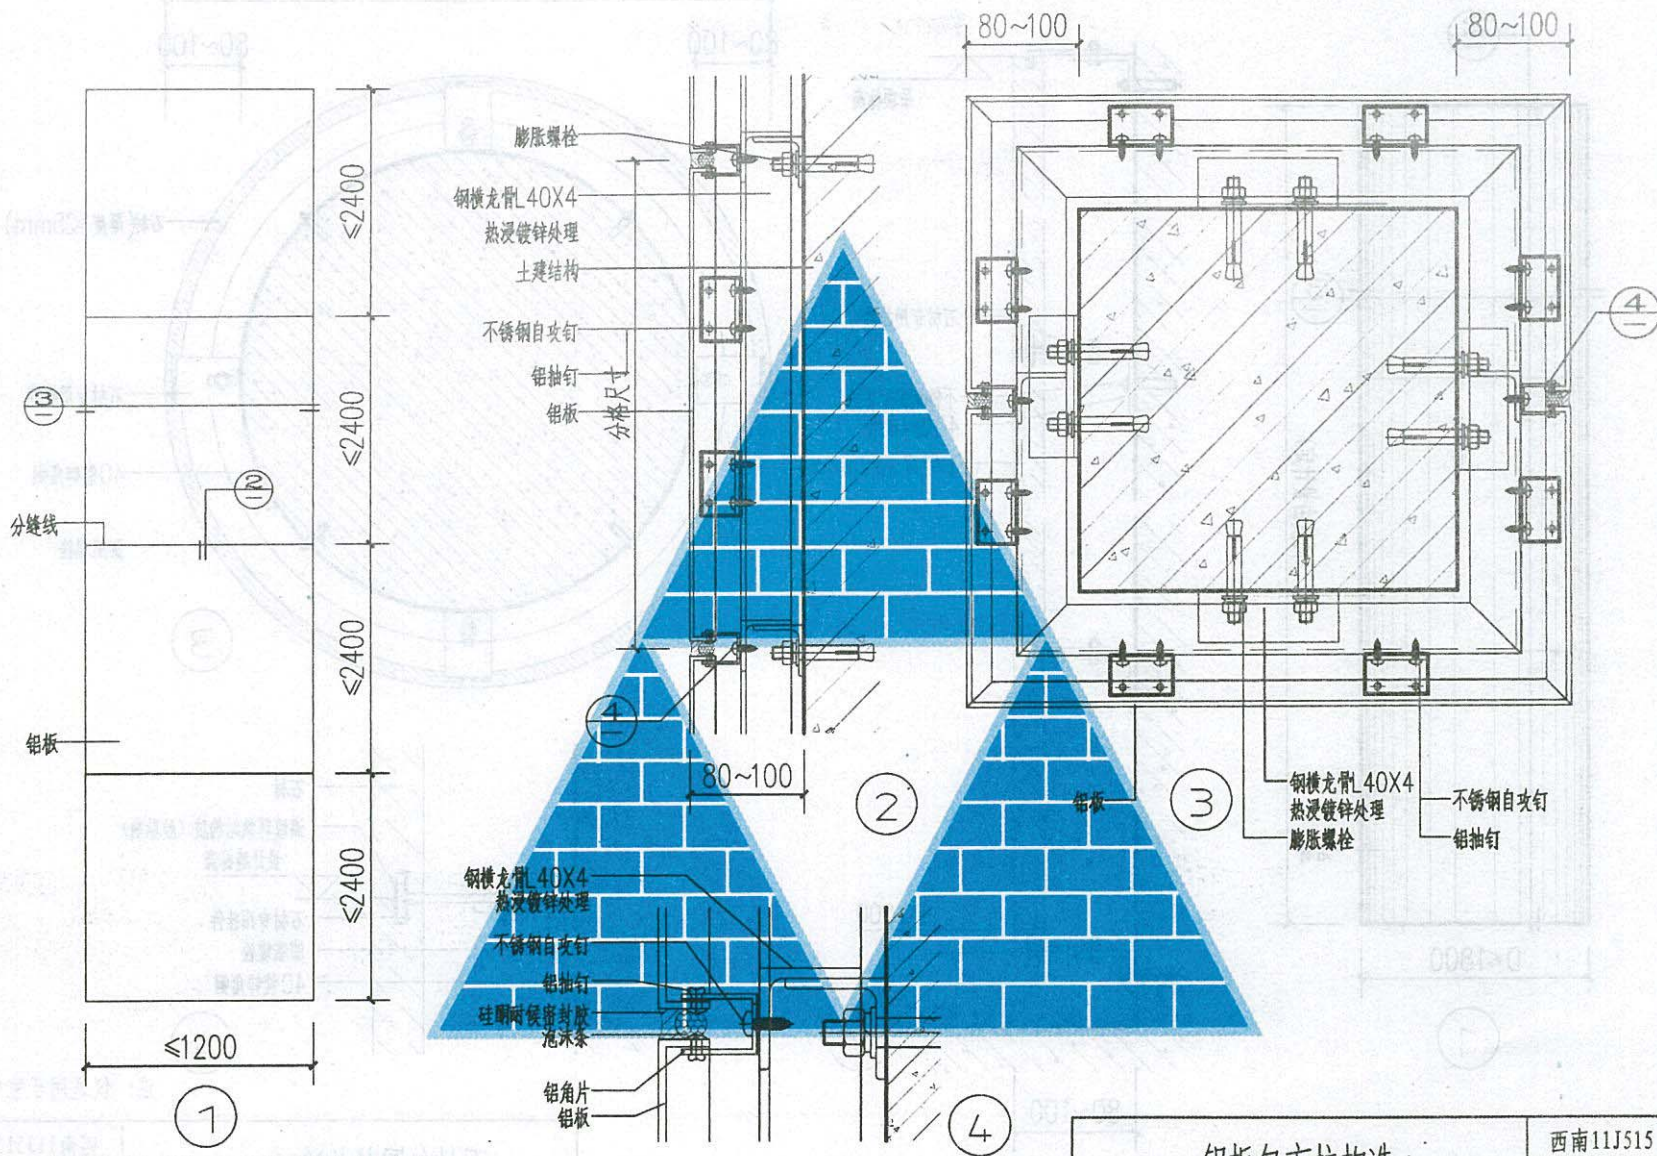 ≤2400
≤2400
≤2400
≤2400
3
2
分缝线
铝板
≤1200
1
膨胀螺栓
钢横龙骨L40X4
热浸镀锌处理
土建结构
不锈钢自攻钉
铝抽钉
铝板
分格尺寸
4
80~100
2
80~100
80~100
4
铝板
3
钢横龙骨L40X4
热浸镀锌处理
膨胀螺栓
不锈钢自攻钉
铝抽钉
钢横龙骨L40X4
热浸镀锌处理
不锈钢自攻钉
铝抽钉
硅酮耐候密封胶
泡沫条
铝角片
铝板
4
铝板包方柱构造
西南11J515